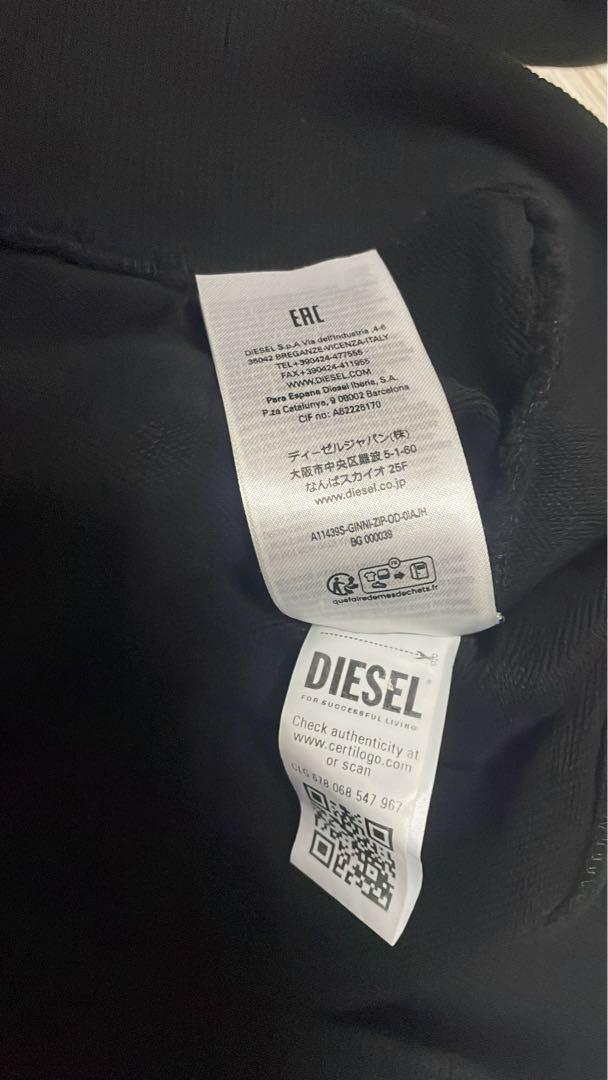 EAC
DIESEL S.p.A Via dell'Industria ,4-6
36042 BREGANZE-VICENZA-ITALY
TEL+390424-477555
FAX+390424-411955
WWW.DIESEL.COM
Para Espana Diesel Iberia, S.A.
P.za Catalunya, 9 08002 Barcelona
CIF no: A62226170
ディーゼルジャパン(株)
大阪市中央区難波 5-1-60
なんばスカイオ 25F
www.diesel.co.jp
A11439S-GINNI-ZIP-OD-0IAJH
BG 000039
FR
quefairedemesdechets.fr
DIESEL
FOR SUCCESSFUL LIVING
Check authenticity at
www.certilogo.com
or scan
CLG 678 068 547 967